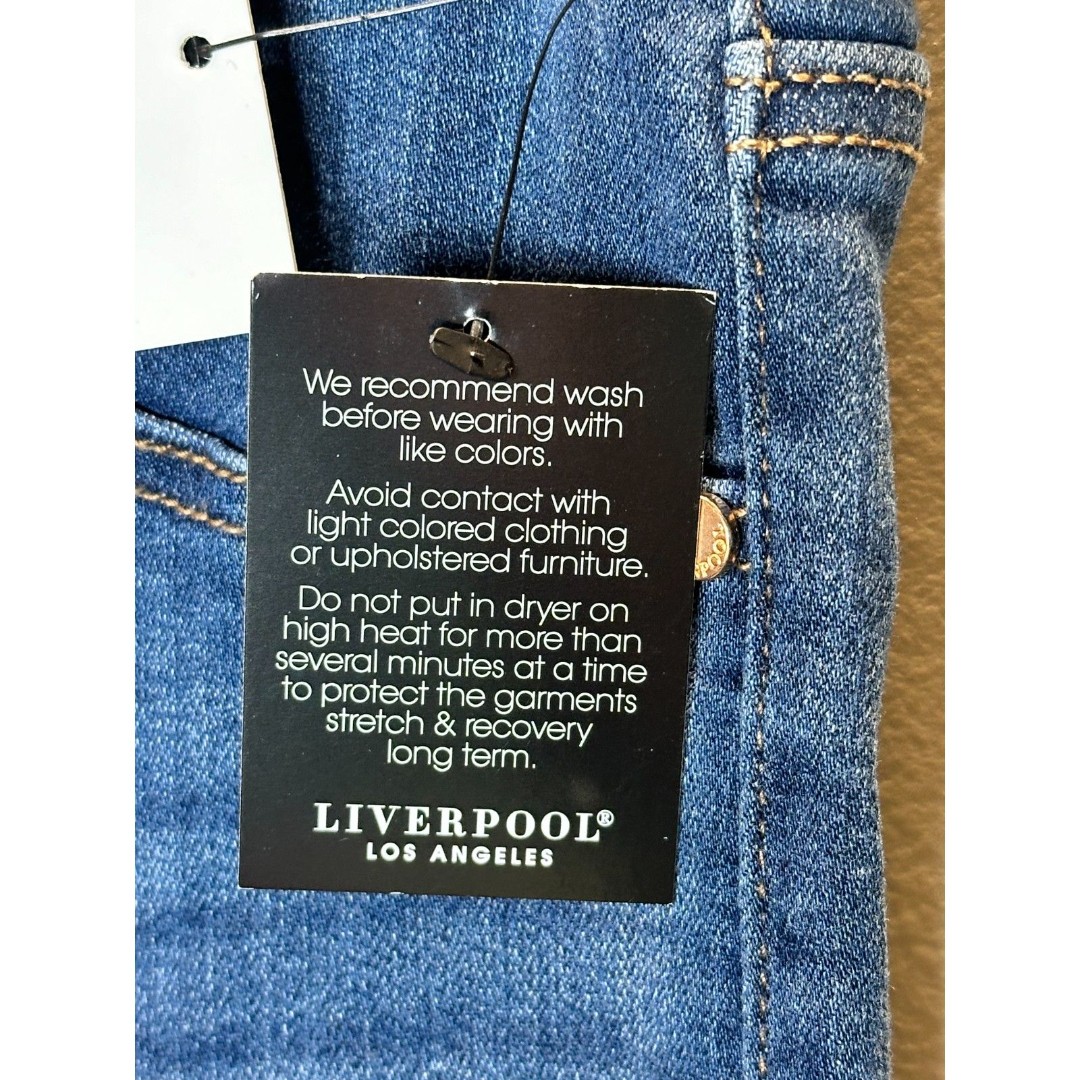 We recommend wash
before wearing with
like colors.
Avoid contact with
light colored clothing
or upholstered furniture.
Do not put in dryer on
high heat for more than
several minutes at a time
to protect the garments
stretch & recovery
long term.
LIVERPOOL®
LOS ANGELES